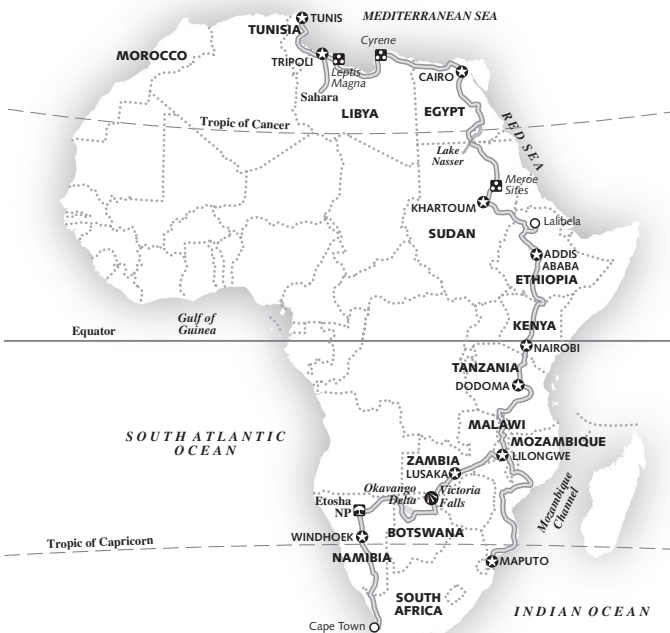 TUNIS
MEDITERRANEAN SEA
TUNISIA
MOROCCO
Cyrene
TRIPOLI
Leptis
Magna
CAIRO
Sahara
LIBYA
EGYPT
RED SEA
Tropic of Cancer
Lake
Nasser
Meroe
Sites
KHARTOUM
Lalibela
SUDAN
ADDIS
ABABA
ETHIOPIA
Gulf of
Guinea
Equator
KENYA
NAIROBI
TANZANIA
DODOMA
MALAWI
SOUTH ATLANTIC
OCEAN
MOZAMBIQUE
LILONGWE
ZAMBIA
LUSAKA
Okavango
Delta
Victoria
Falls
Mozambique
Channel
Etosha
NP
BOTSWANA
WINDHOEK
Tropic of Capricorn
NAMIBIA
MAPUTO
SOUTH
AFRICA
INDIAN OCEAN
Cape Town